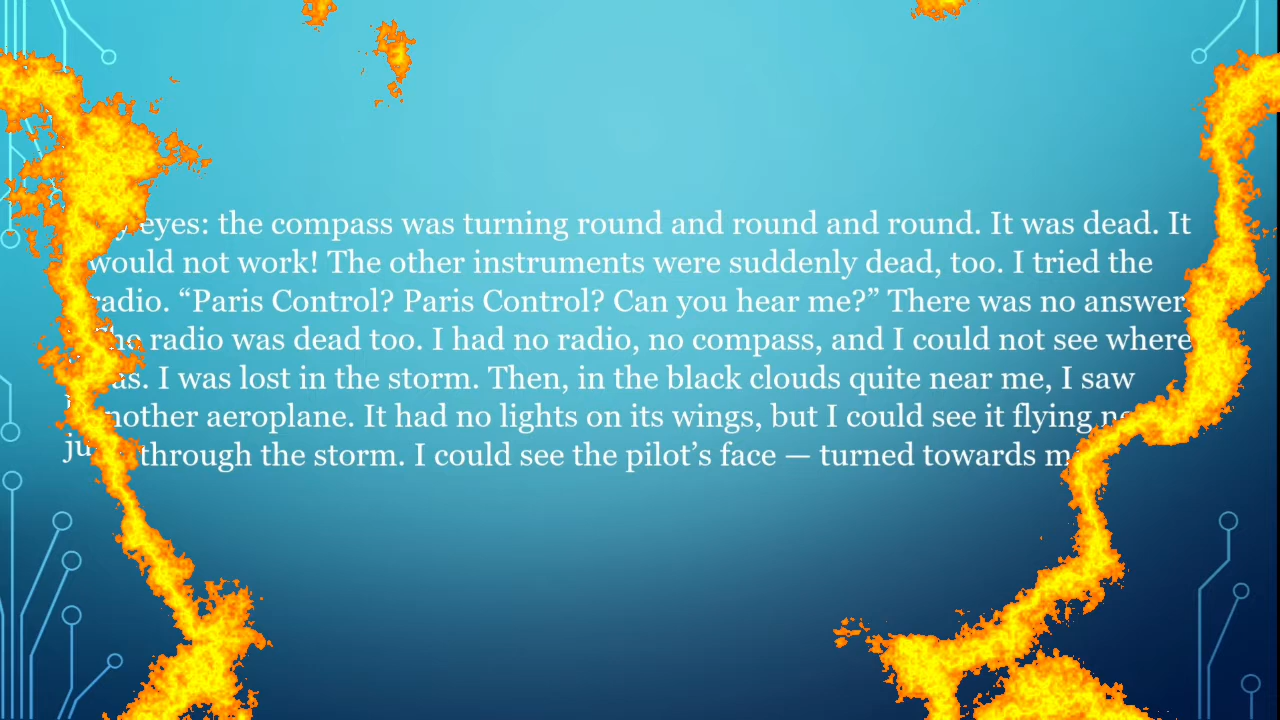 eyes: the compass was turning round and round and round. It was dead. It
would not work! The other instruments were suddenly dead, too. I tried the
radio. “Paris Control? Paris Control? Can you hear me?” There was no answer.
The radio was dead too. I had no radio, no compass, and I could not see where
was. I was lost in the storm. Then, in the black clouds quite near me, I saw
another aeroplane. It had no lights on its wings, but I could see it flying
through the storm. I could see the pilot’s face — turned towards